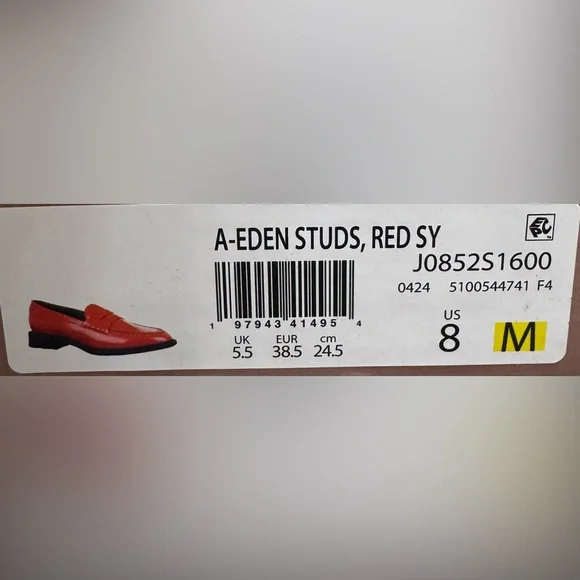 A-EDEN STUDS, RED SY
J0852S1600
0424 5100544741 F4
1 97943 41495 4
UK EUR cm
5.5 38.5 24.5
US
8 M